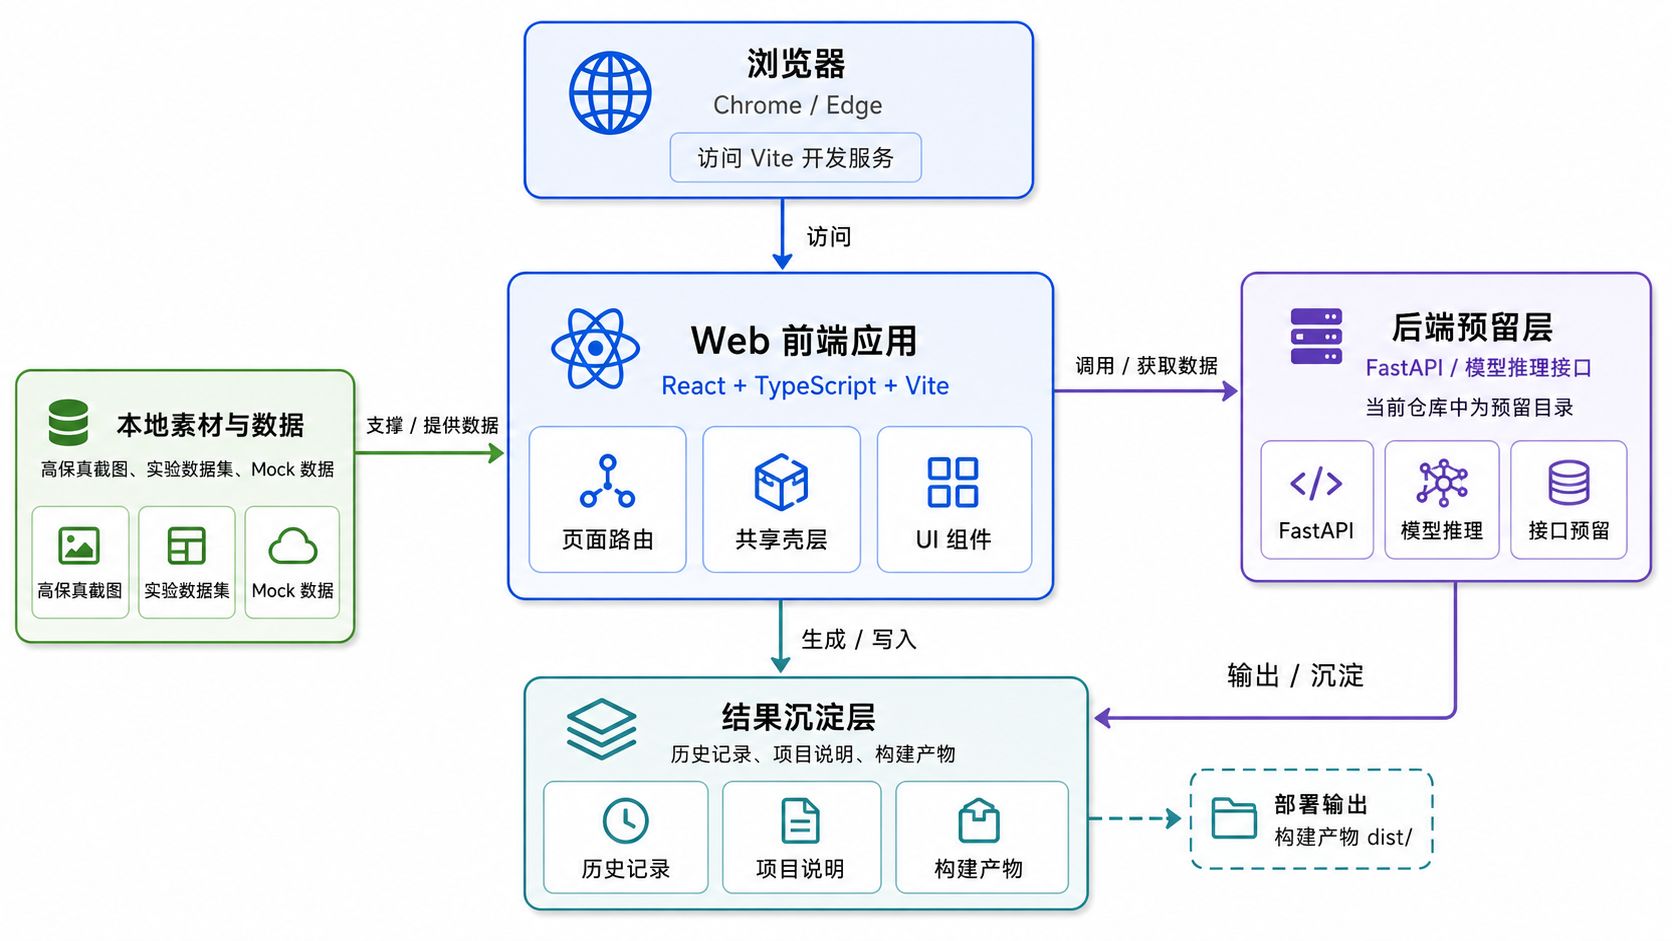 浏览器
Chrome / Edge
访问 Vite 开发服务
访问
Web 前端应用
React + TypeScript + Vite
页面路由
共享壳层
UI 组件
调用 / 获取数据
后端预留层
FastAPI / 模型推理接口
当前仓库中为预留目录
FastAPI
模型推理
接口预留
本地素材与数据
高保真截图、实验数据集、Mock 数据
高保真截图
实验数据集
Mock 数据
支撑 / 提供数据
生成 / 写入
输出 / 沉淀
结果沉淀层
历史记录、项目说明、构建产物
历史记录
项目说明
构建产物
部署输出
构建产物 dist/